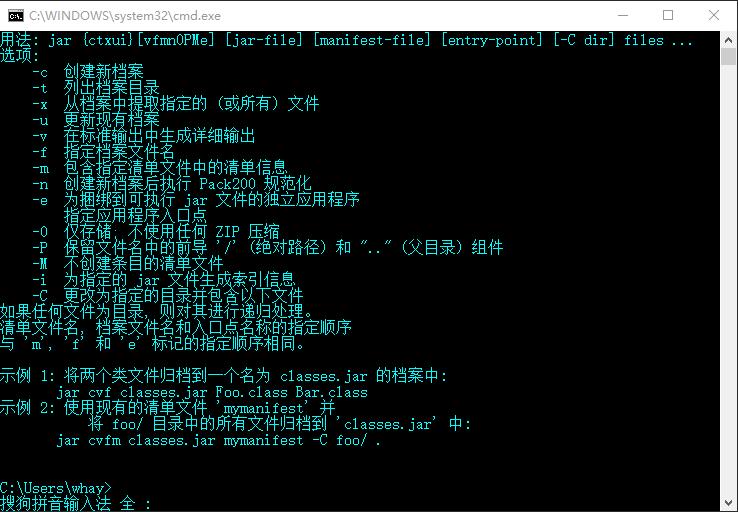 C:\WINDOWS\system32\cmd.exe
用法: jar {ctxui}[vfmn0PMe] [jar-file] [manifest-file] [entry-point] [-C dir] files ...
选项:
-c 创建新档案
-t 列出档案目录
-x 从档案中提取指定的 (或所有) 文件
-u 更新现有档案
-v 在标准输出中生成详细输出
-f 指定档案文件名
-m 包含指定清单文件中的清单信息
-n 创建新档案后执行 Pack200 规范化
-e 为捆绑到可执行 jar 文件的独立应用程序
指定应用程序入口点
-0 仅存储; 不使用任何 ZIP 压缩
-P 保留文件名中的前导 '/' (绝对路径) 和 ".." (父目录) 组件
-M 不创建条目的清单文件
-i 为指定的 jar 文件生成索引信息
-C 更改为指定的目录并包含以下文件
如果任何文件为目录, 则对其进行递归处理。
清单文件名, 档案文件名和入口点名称的指定顺序
与 'm', 'f' 和 'e' 标记的指定顺序相同。
示例 1: 将两个类文件归档到一个名为 classes.jar 的档案中:
jar cvf classes.jar Foo.class Bar.class
示例 2: 使用现有的清单文件 'mymanifest' 并
将 foo/ 目录中的所有文件归档到 'classes.jar' 中:
jar cvfm classes.jar mymanifest -C foo/ .
C:\Users\whay>
搜狗拼音输入法 全 :